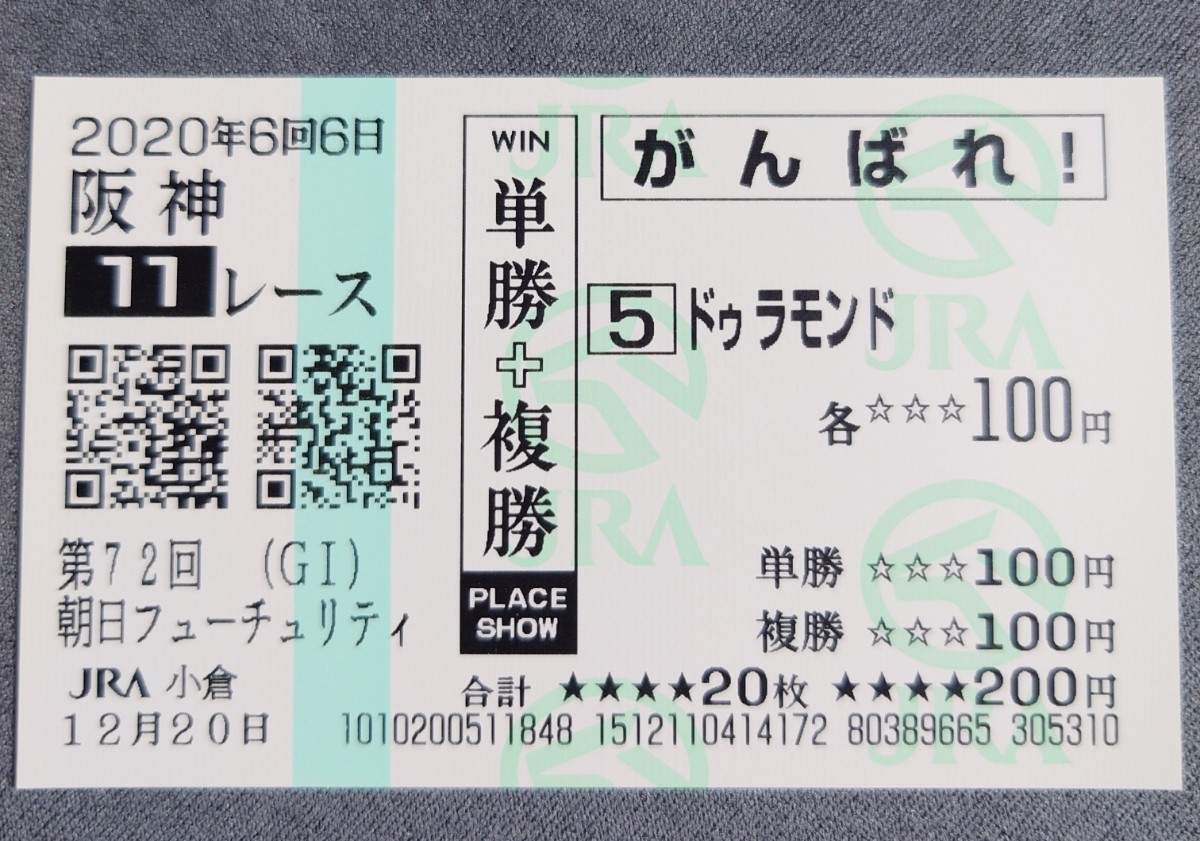 2020年6回6日
阪神
11レース
第72回 (GI)
朝日フューチュリティ
JRA 小倉
12月20日
WIN
単勝+複勝
PLACE
SHOW
がんばれ!
5 ドゥラモンド
各☆☆☆100円
単勝 ☆☆☆100円
複勝 ☆☆☆100円
合計 ★★★★20枚 ★★★★200円
1010200511848 1512110414172 80389665 305310
JRA
JRA
JRA
JRA